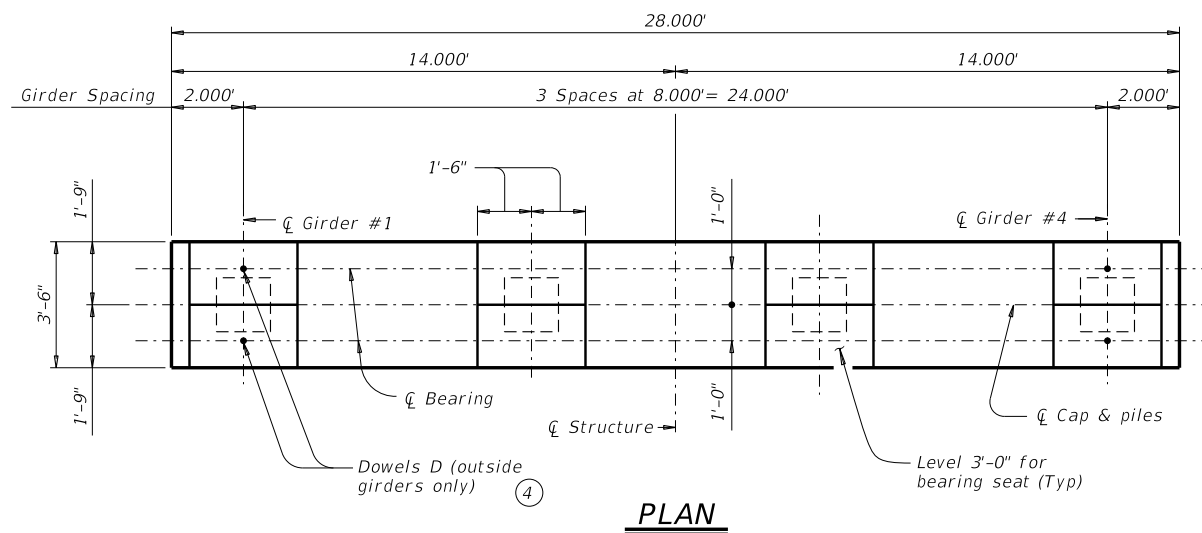 28.000'
14.000'
14.000'
Girder Spacing
2.000'
3 Spaces at 8.000'= 24.000'
2.000'
1'-6"
1'-9"
1'-0"
℄ Girder #1
℄ Girder #4
3'-6"
1'-9"
℄ Bearing
1'-0"
℄ Structure
℄ Cap & piles
Dowels D (outside
girders only)
4
Level 3'-0" for
bearing seat (Typ)
PLAN